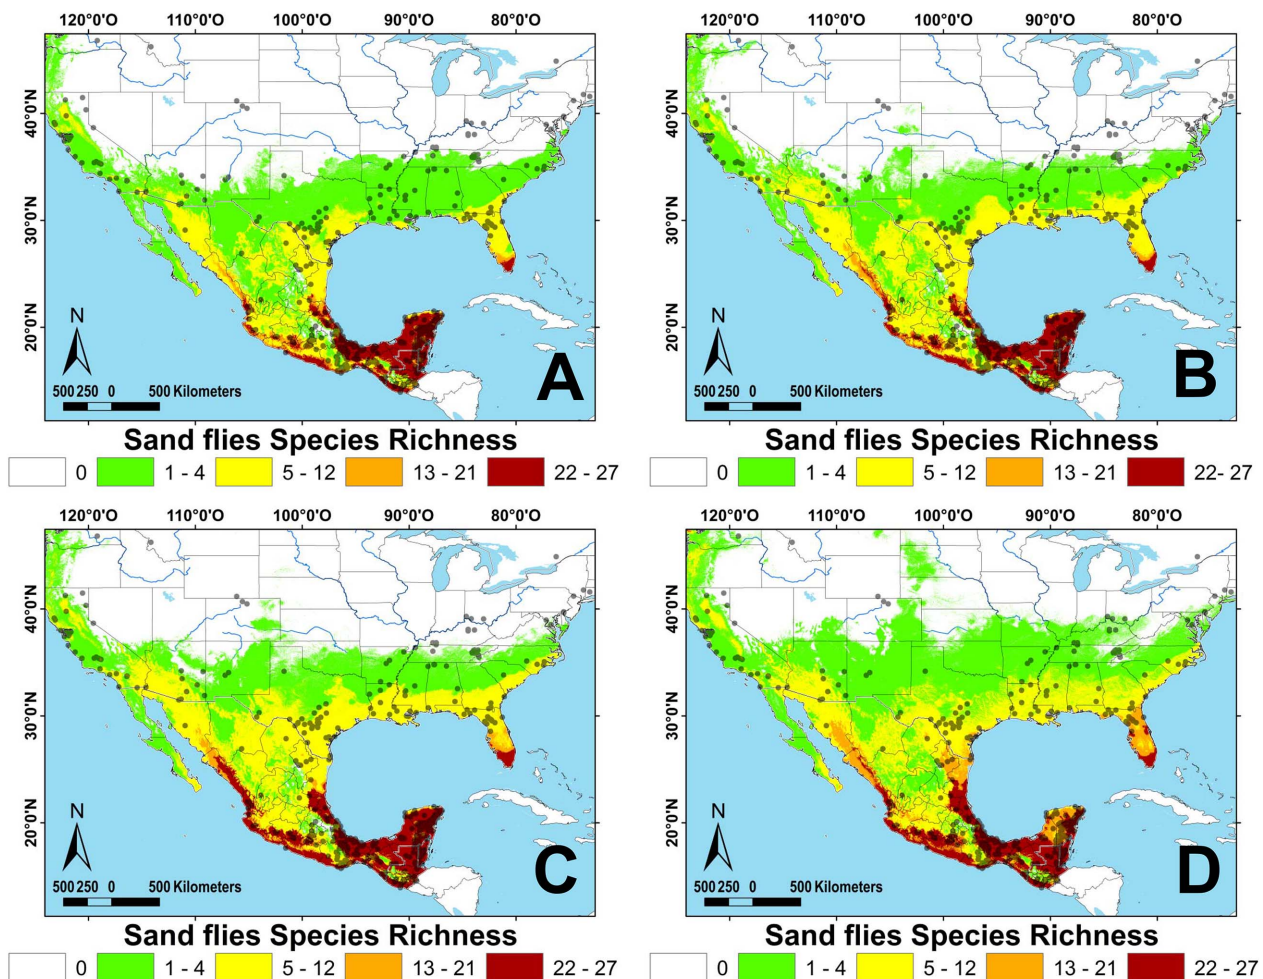 120°0'O 110°0'O 100°0'O 90°0'O 80°0'O
40°0'N
30°0'N
20°0'N
N
500 250 0 500 Kilometers
A
Sand flies Species Richness
0 1 - 4 5 - 12 13 - 21 22 - 27
120°0'O 110°0'O 100°0'O 90°0'O 80°0'O
40°0'N
30°0'N
20°0'N
N
500 250 0 500 Kilometers
B
Sand flies Species Richness
0 1 - 4 5 - 12 13 - 21 22- 27
120°0'O 110°0'O 100°0'O 90°0'O 80°0'O
40°0'N
30°0'N
20°0'N
N
500 250 0 500 Kilometers
C
Sand flies Species Richness
0 1 - 4 5 - 12 13 - 21 22 - 27
120°0'O 110°0'O 100°0'O 90°0'O 80°0'O
40°0'N
30°0'N
20°0'N
N
500 250 0 500 Kilometers
D
Sand flies Species Richness
0 1 - 4 5 - 12 13 - 21 22 - 27